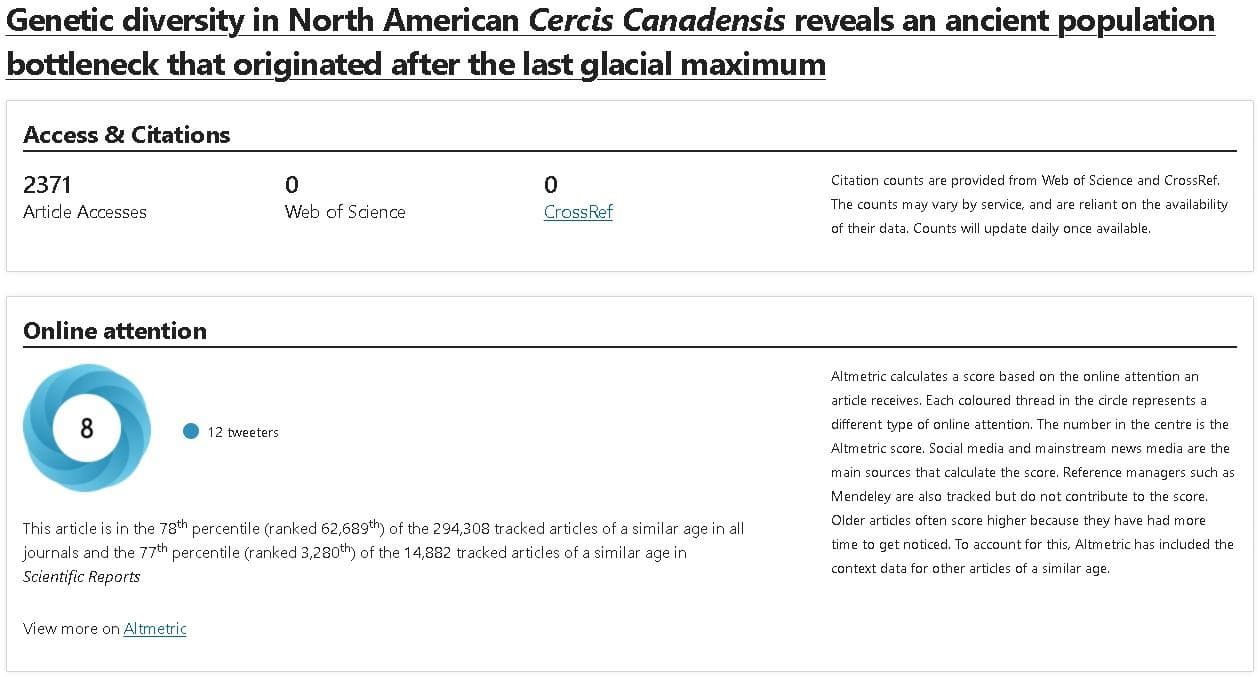 Genetic diversity in North American Cercis Canadensis reveals an ancient population
bottleneck that originated after the last glacial maximum
Access & Citations
2371
Article Accesses
0
Web of Science
0
CrossRef
Citation counts are provided from Web of Science and CrossRef.
The counts may vary by service, and are reliant on the availability
of their data. Counts will update daily once available.
Online attention
8
12 tweeters
This article is in the 78th percentile (ranked 62,689th) of the 294,308 tracked articles of a similar age in all
journals and the 77th percentile (ranked 3,280th) of the 14,882 tracked articles of a similar age in
Scientific Reports
View more on Altmetric
Altmetric calculates a score based on the online attention an
article receives. Each coloured thread in the circle represents a
different type of online attention. The number in the centre is the
Altmetric score. Social media and mainstream news media are the
main sources that calculate the score. Reference managers such as
Mendeley are also tracked but do not contribute to the score.
Older articles often score higher because they have had more
time to get noticed. To account for this, Altmetric has included the
context data for other articles of a similar age.